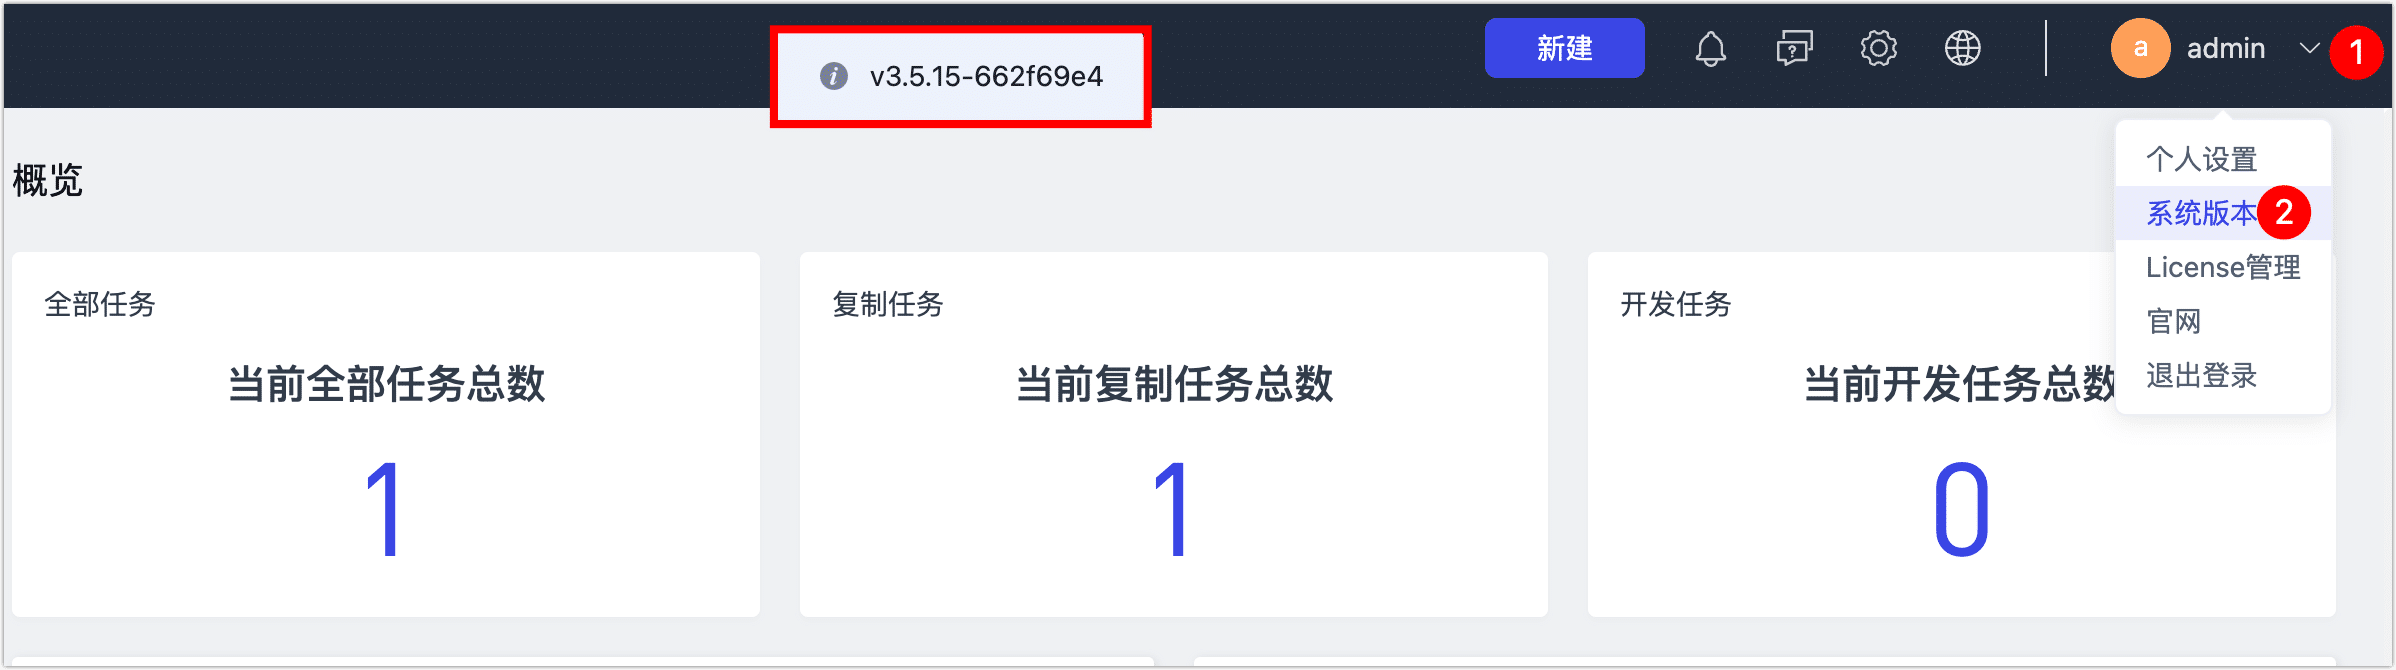 v3.5.15-662f69e4
新建
a
admin
1
个人设置
系统版本
2
License管理
官网
退出登录
概览
全部任务
当前全部任务总数
1
复制任务
当前复制任务总数
1
开发任务
当前开发任务总数
0